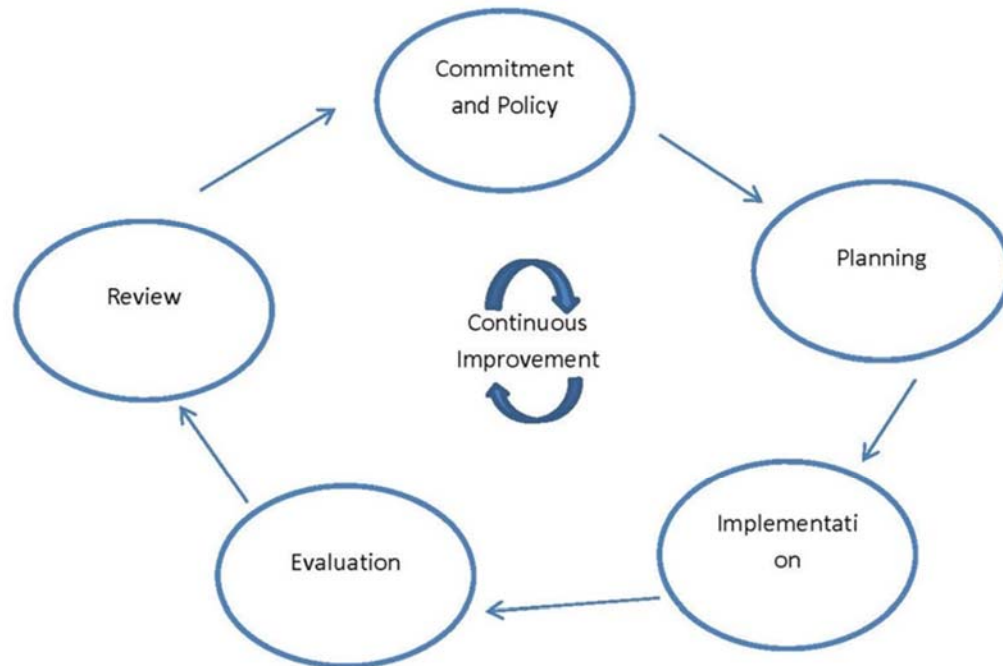 Commitment
and Policy
Planning
Implementati
on
Evaluation
Review
Continuous
Improvement